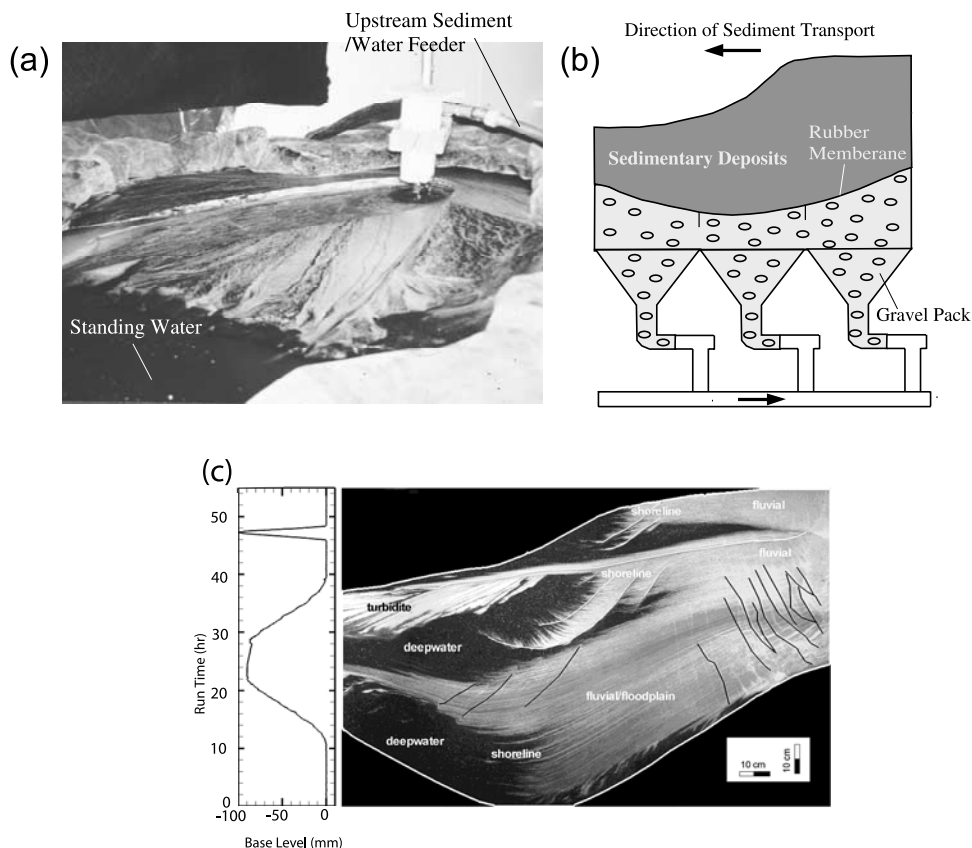 (a)
Upstream Sediment
/Water Feeder
Standing Water
(b)
Direction of Sediment Transport
Rubber
Memberane
Sedimentary Deposits
Gravel Pack
(c)
50
40
30
20
10
0
Run Time (hr)
-100
-50
0
Base Level (mm)
shoreline
fluvial
fluvial
shoreline
turbidite
deepwater
fluvial/floodplain
deepwater
shoreline
10 cm
10 cm